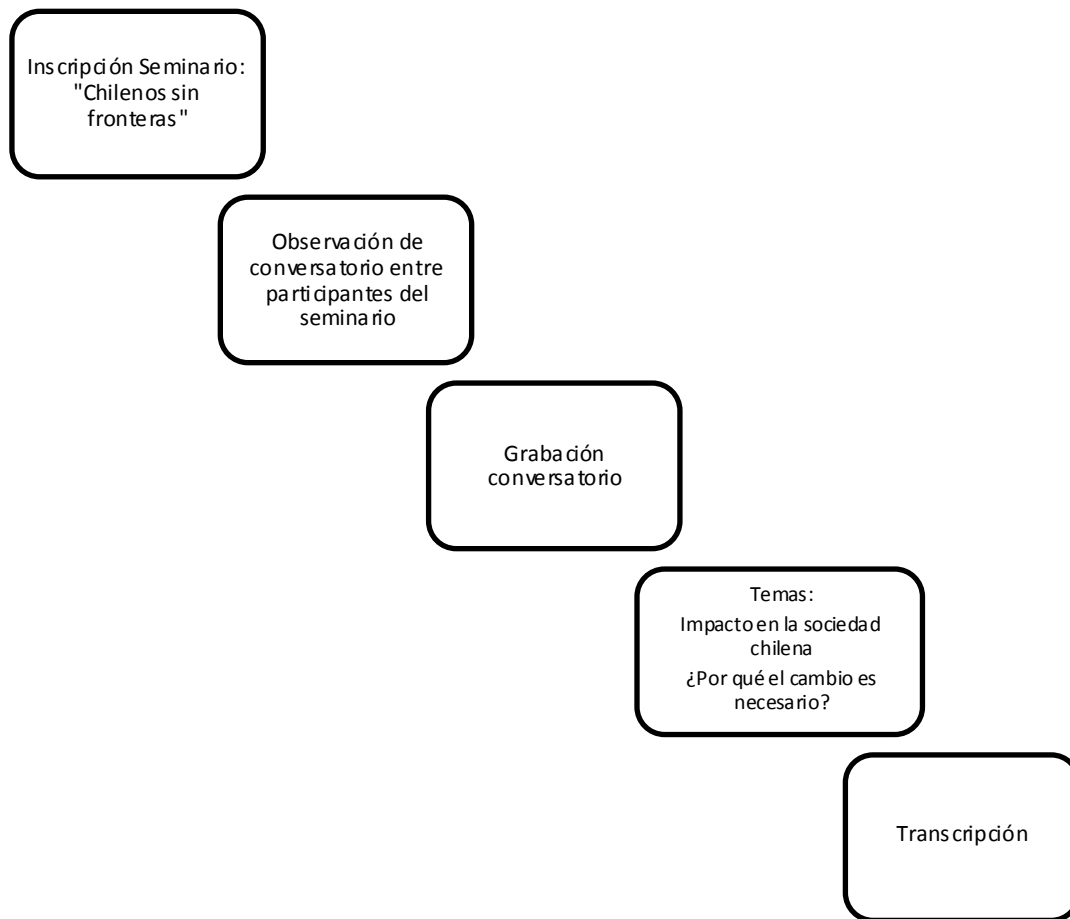 Inscripción Seminario:
"Chilenos sin
fronteras"
Observación de
conversatorio entre
participantes del
seminario
Grabación
conversatorio
Temas:
Impacto en la sociedad
chilena
¿Por qué el cambio es
necesario?
Transcripción